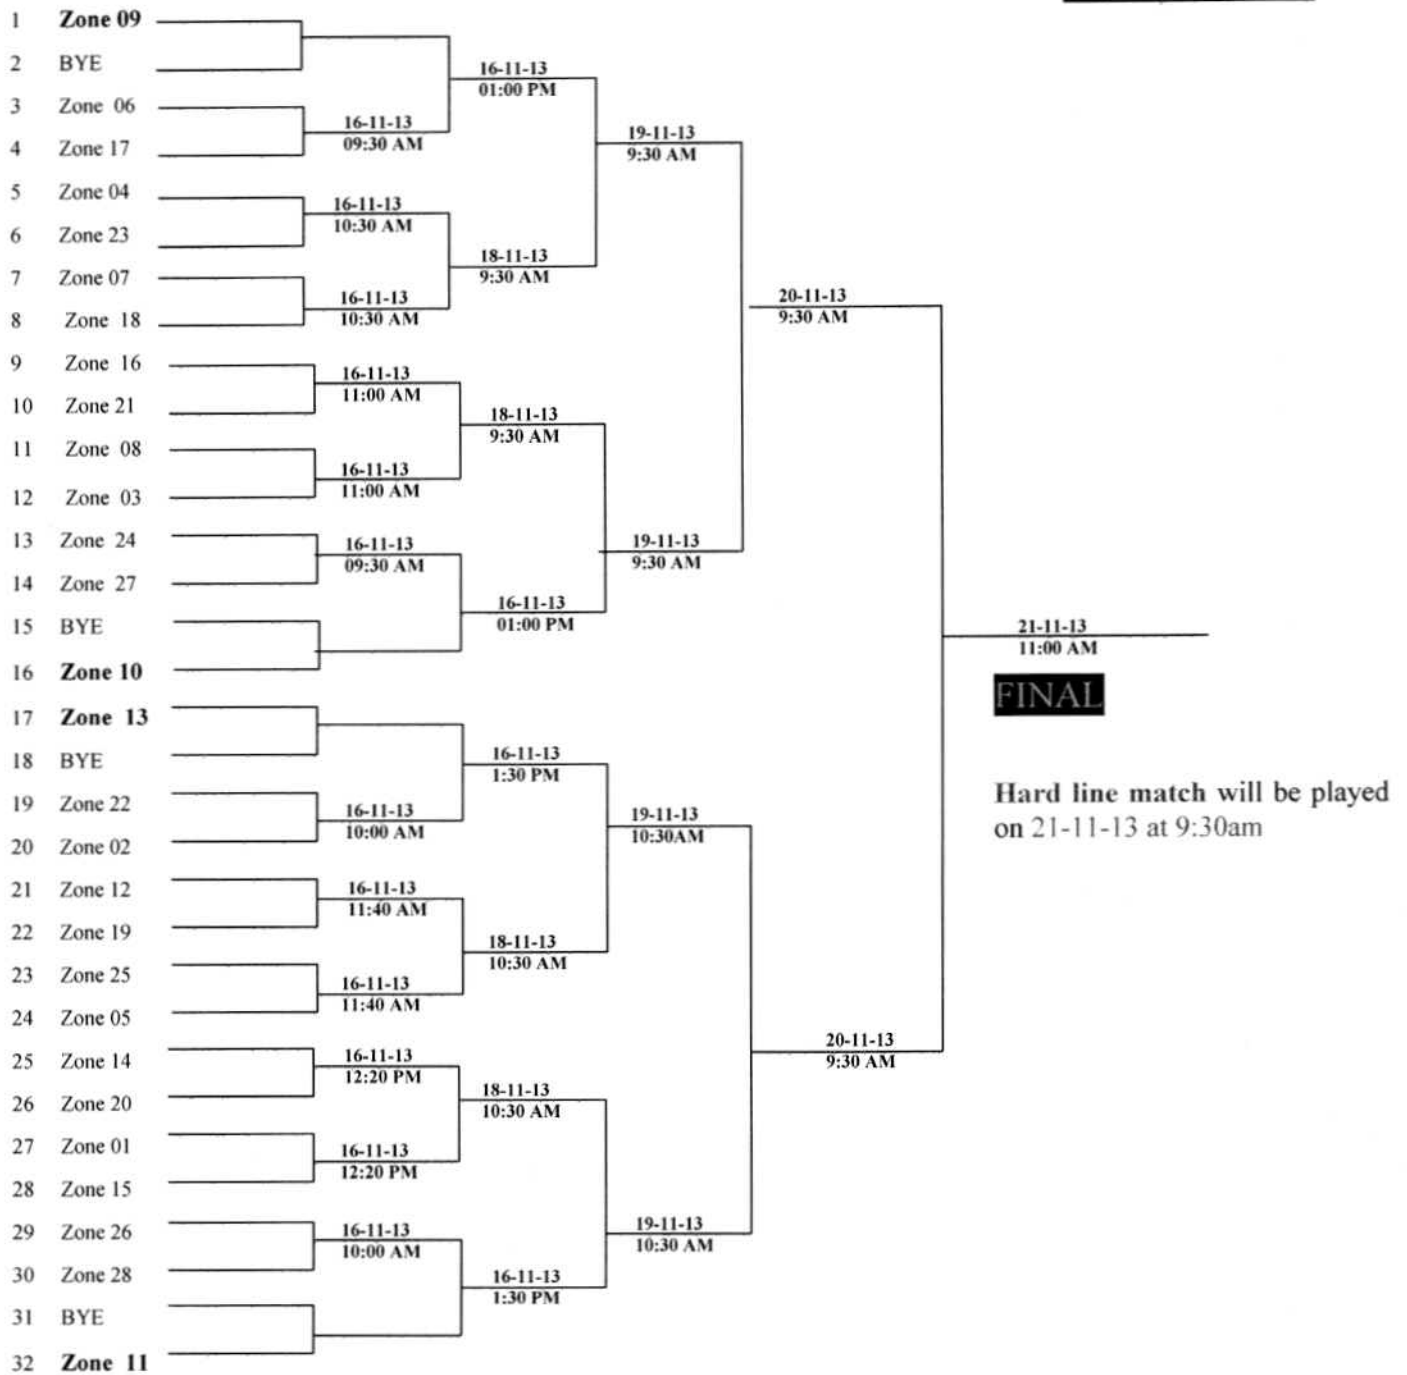 1 Zone 09
2 BYE
16-11-13
01:00 PM
3 Zone 06
16-11-13
09:30 AM
4 Zone 17
19-11-13
9:30 AM
5 Zone 04
16-11-13
10:30 AM
6 Zone 23
18-11-13
9:30 AM
7 Zone 07
16-11-13
10:30 AM
8 Zone 18
20-11-13
9:30 AM
9 Zone 16
16-11-13
11:00 AM
10 Zone 21
18-11-13
9:30 AM
11 Zone 08
16-11-13
11:00 AM
12 Zone 03
13 Zone 24
16-11-13
09:30 AM
19-11-13
9:30 AM
14 Zone 27
16-11-13
01:00 PM
15 BYE
16 Zone 10
21-11-13
11:00 AM
FINAL
17 Zone 13
18 BYE
16-11-13
1:30 PM
19 Zone 22
16-11-13
10:00 AM
20 Zone 02
19-11-13
10:30AM
Hard line match will be played
on 21-11-13 at 9:30am
21 Zone 12
16-11-13
11:40 AM
22 Zone 19
18-11-13
10:30 AM
23 Zone 25
16-11-13
11:40 AM
24 Zone 05
20-11-13
9:30 AM
25 Zone 14
16-11-13
12:20 PM
26 Zone 20
18-11-13
10:30 AM
27 Zone 01
16-11-13
12:20 PM
28 Zone 15
29 Zone 26
16-11-13
10:00 AM
19-11-13
10:30 AM
30 Zone 28
16-11-13
1:30 PM
31 BYE
32 Zone 11